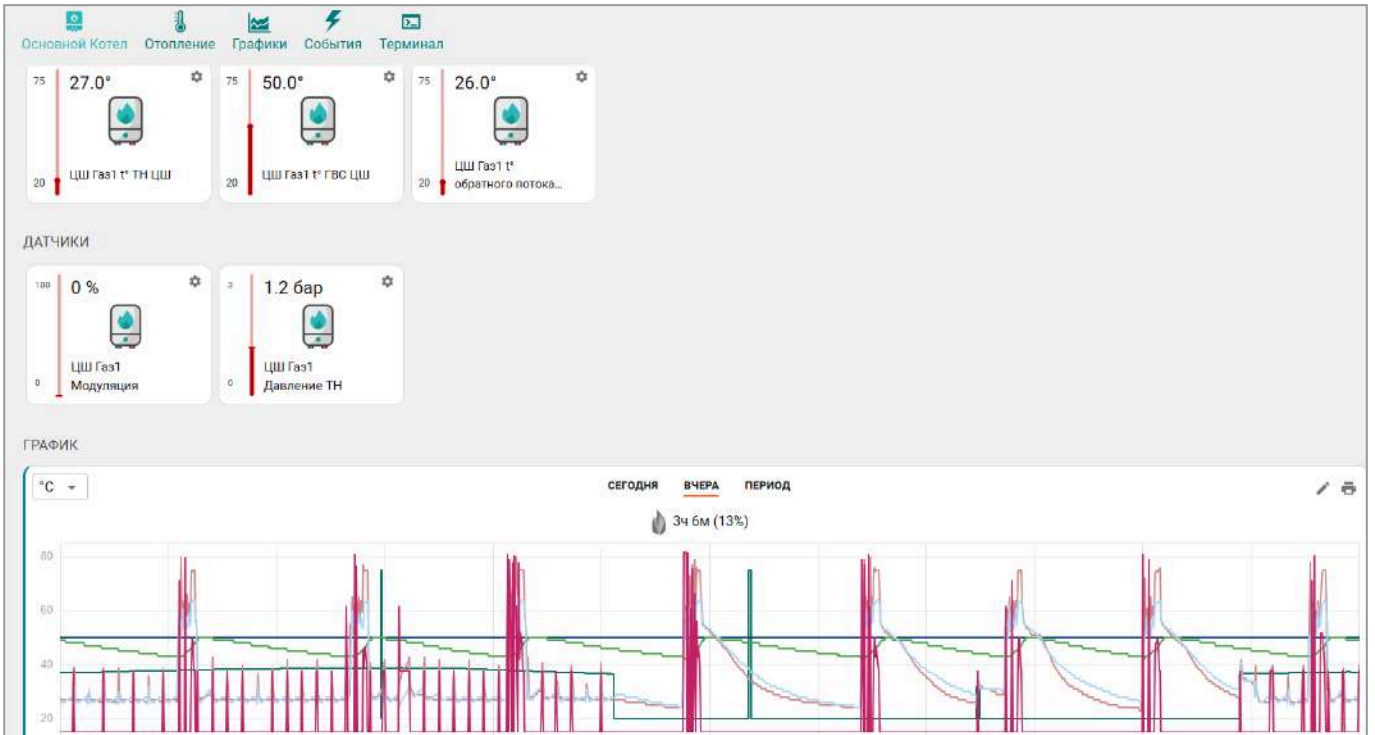 Основной Котел Отопление Графики События Терминал
75 27.0°
ЦШ Газ1 t° ТН ЦШ
20
75 50.0°
ЦШ Газ1 t° ГВС ЦШ
20
75 26.0°
ЦШ Газ1 t°
20 обратного потока...
ДАТЧИКИ
100 0 %
ЦШ Газ1
0 Модуляция
3 1.2 бар
ЦШ Газ1
0 Давление ТН
ГРАФИК
°C СЕГОДНЯ ВЧЕРА ПЕРИОД
3ч 6м (13%)
80
60
40
20